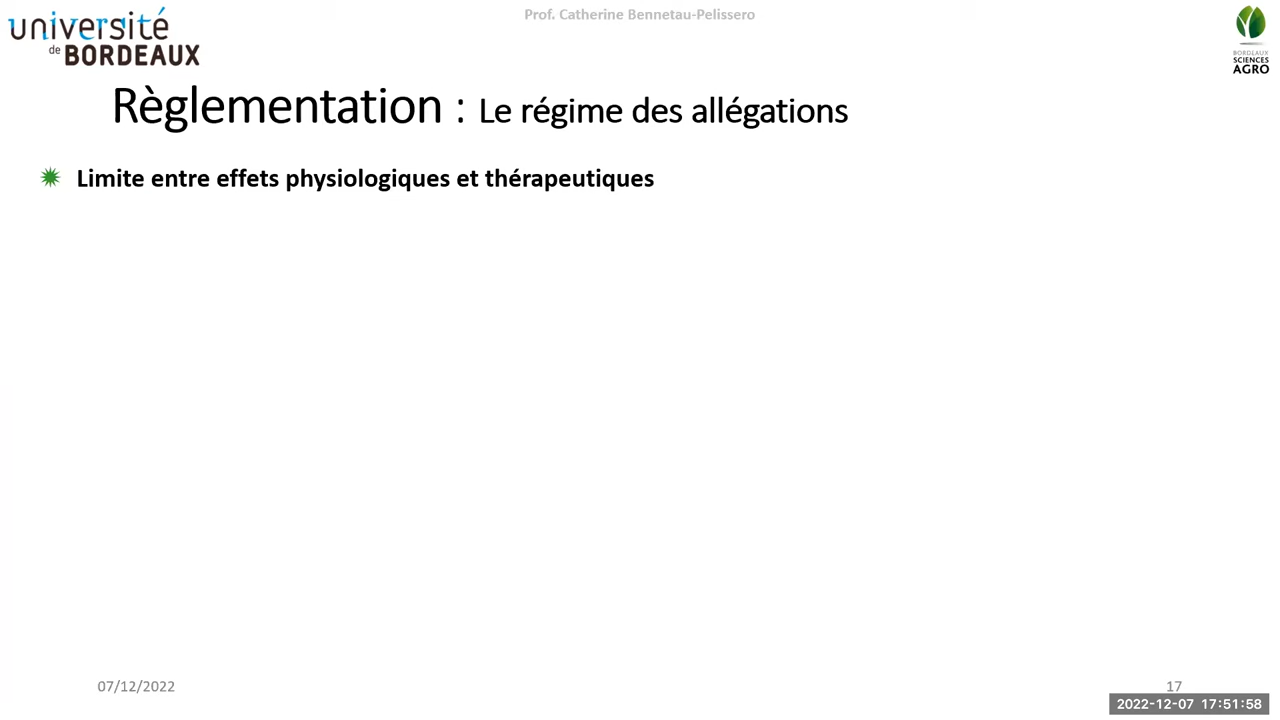 Prof. Catherine Bennetau-Pelissero
université
de BORDEAUX
BORDEAUX
SCIENCES
AGRO
Règlementation : Le régime des allégations
Limite entre effets physiologiques et thérapeutiques
07/12/2022
17
2022-12-07 17:51:58